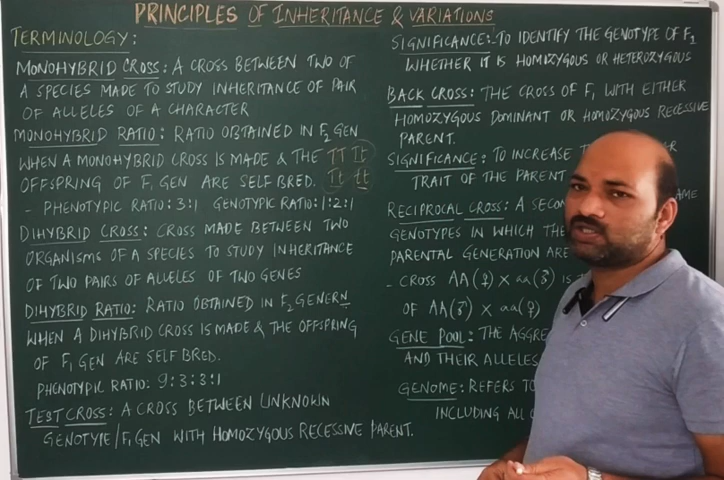 PRINCIPLES OF INHERITANCE & VARIATIONS
TERMINOLOGY:
MONOHYBRID CROSS: A CROSS BETWEEN TWO OF
A SPECIES MADE TO STUDY INHERITANCE OF PAIR
OF ALLELES OF A CHARACTER
MONOHYBRID RATIO: RATIO OBTAINED IN F2 GEN
WHEN A MONOHYBRID CROSS IS MADE & THE TT Tt
OFFSPRING OF F1 GEN ARE SELF BRED. Tt tt
- PHENOTYPIC RATIO: 3:1 GENOTYPIC RATIO: 1:2:1
DIHYBRID CROSS: CROSS MADE BETWEEN TWO
ORGANISMS OF A SPECIES TO STUDY INHERITANCE
OF TWO PAIRS OF ALLELES OF TWO GENES
DIHYBRID RATIO: RATIO OBTAINED IN F2 GENERN
WHEN A DIHYBRID CROSS IS MADE & THE OFFSPRING
OF F1 GEN ARE SELF BRED.
PHENOTYPIC RATIO: 9:3:3:1
TEST CROSS: A CROSS BETWEEN UNKNOWN
GENOTYPE/F1 GEN WITH HOMOZYGOUS RECESSIVE PARENT.
SIGNIFICANCE: TO IDENTIFY THE GENOTYPE OF F1
WHETHER IT IS HOMOZYGOUS OR HETEROZYGOUS
BACK CROSS: THE CROSS OF F1 WITH EITHER
HOMOZYGOUS DOMINANT OR HOMOZYGOUS RECESSIVE
PARENT.
SIGNIFICANCE: TO INCREASE
TRAIT OF THE PARENT
RECIPROCAL CROSS: A
GENOTYPES IN WHICH THE
PARENTAL GENERATION ARE
- CROSS AA(♀) X aa(♂) IS
OF AA(♂) X aa(♀)
GENE POOL: THE
AND THEIR ALLELES
GENOME: REFERS TO
INCLUDING ALL